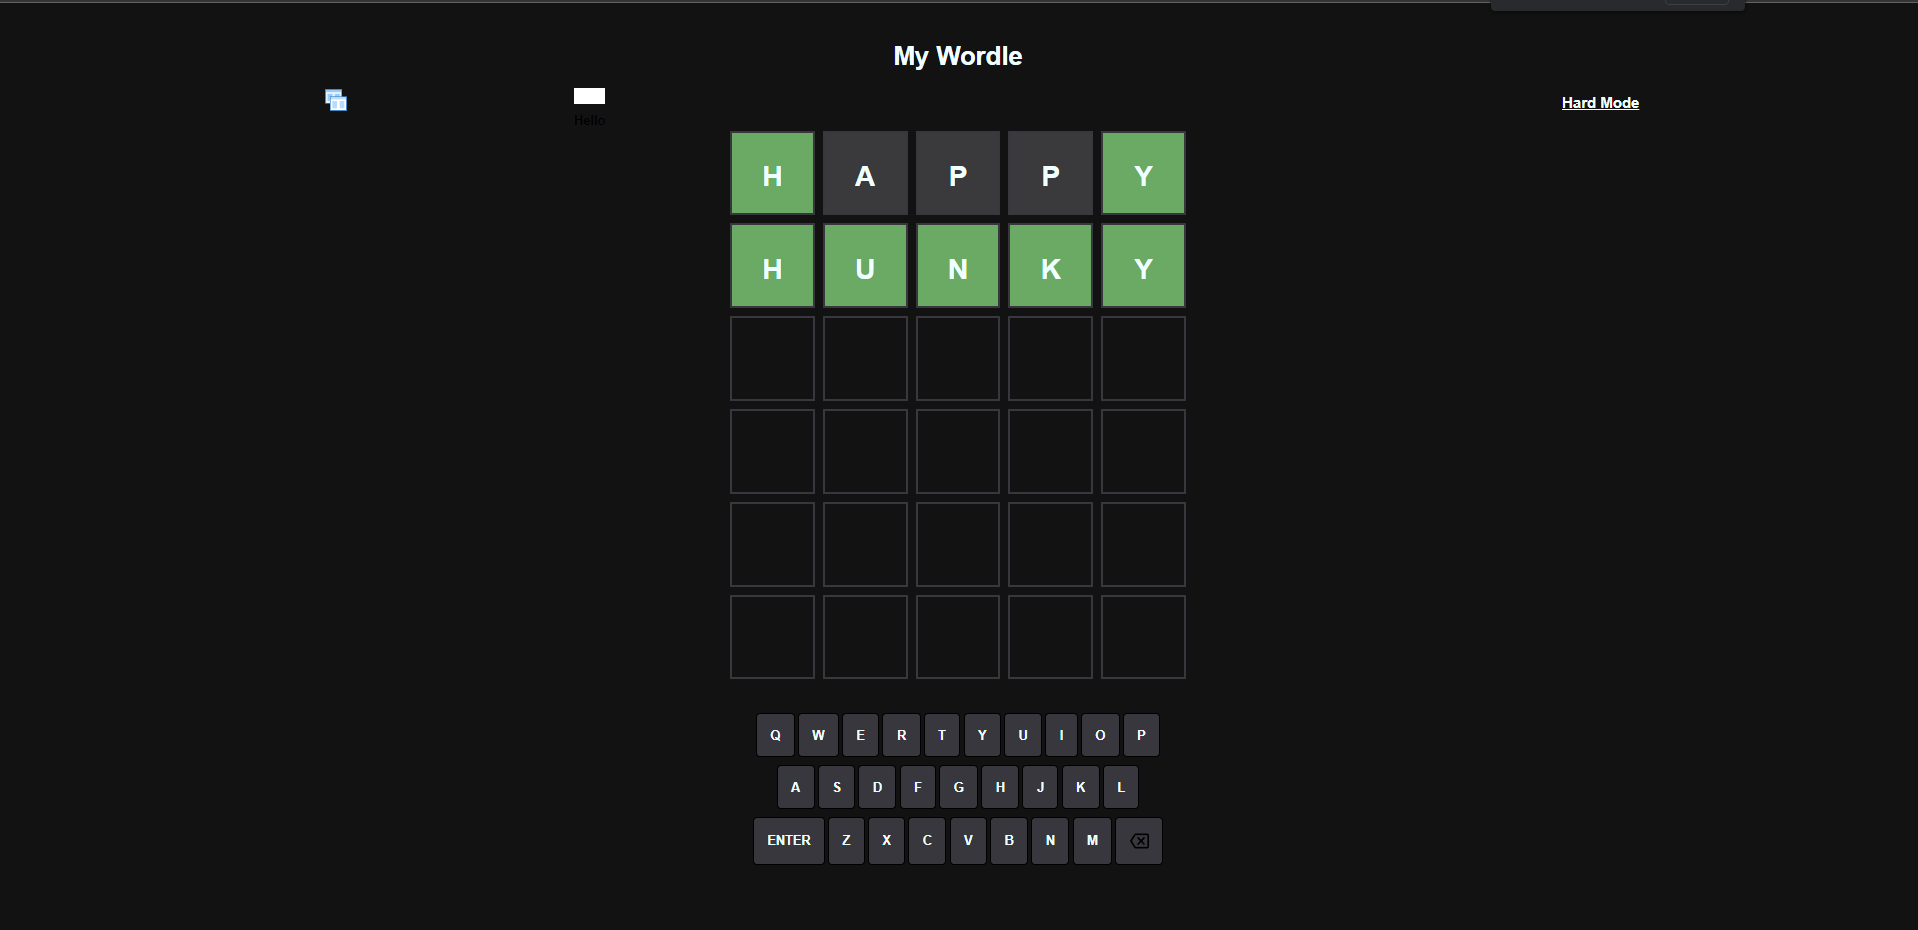 My Wordle
Hello
Hard Mode
H A P P Y
H U N K Y
Q W E R T Y U I O P
A S D F G H J K L
ENTER Z X C V B N M